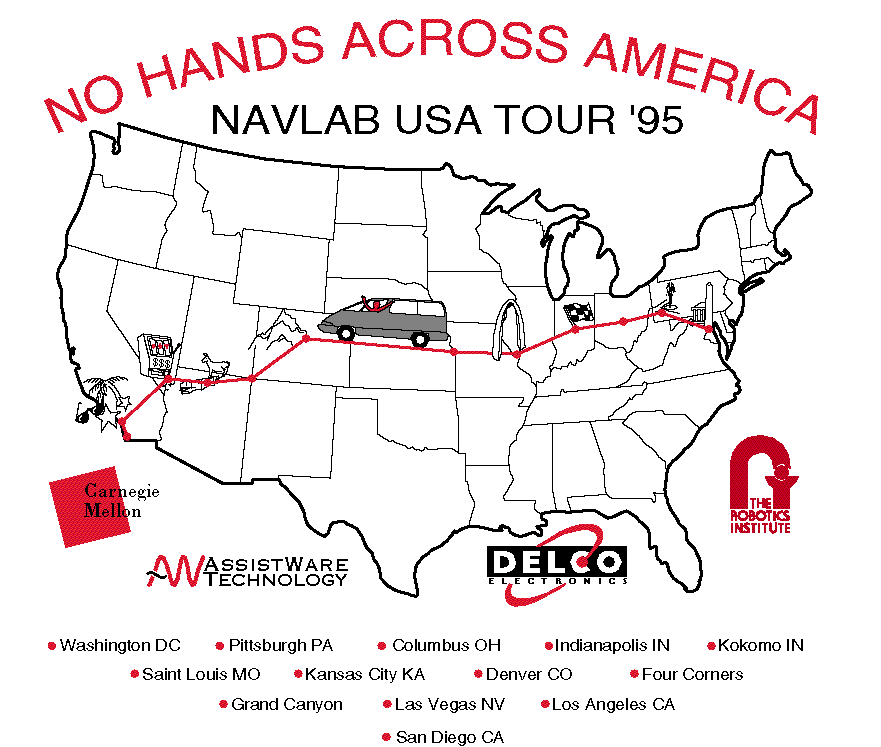 NO HANDS ACROSS AMERICA
NAVLAB USA TOUR '95
$$$
Carnegie
Mellon
THE
ROBOTICS
INSTITUTE
ASSISTWARE
TECHNOLOGY
DELCO
ELECTRONICS
Washington DC
Pittsburgh PA
Columbus OH
Indianapolis IN
Kokomo IN
Saint Louis MO
Kansas City KA
Denver CO
Four Corners
Grand Canyon
Las Vegas NV
Los Angeles CA
San Diego CA